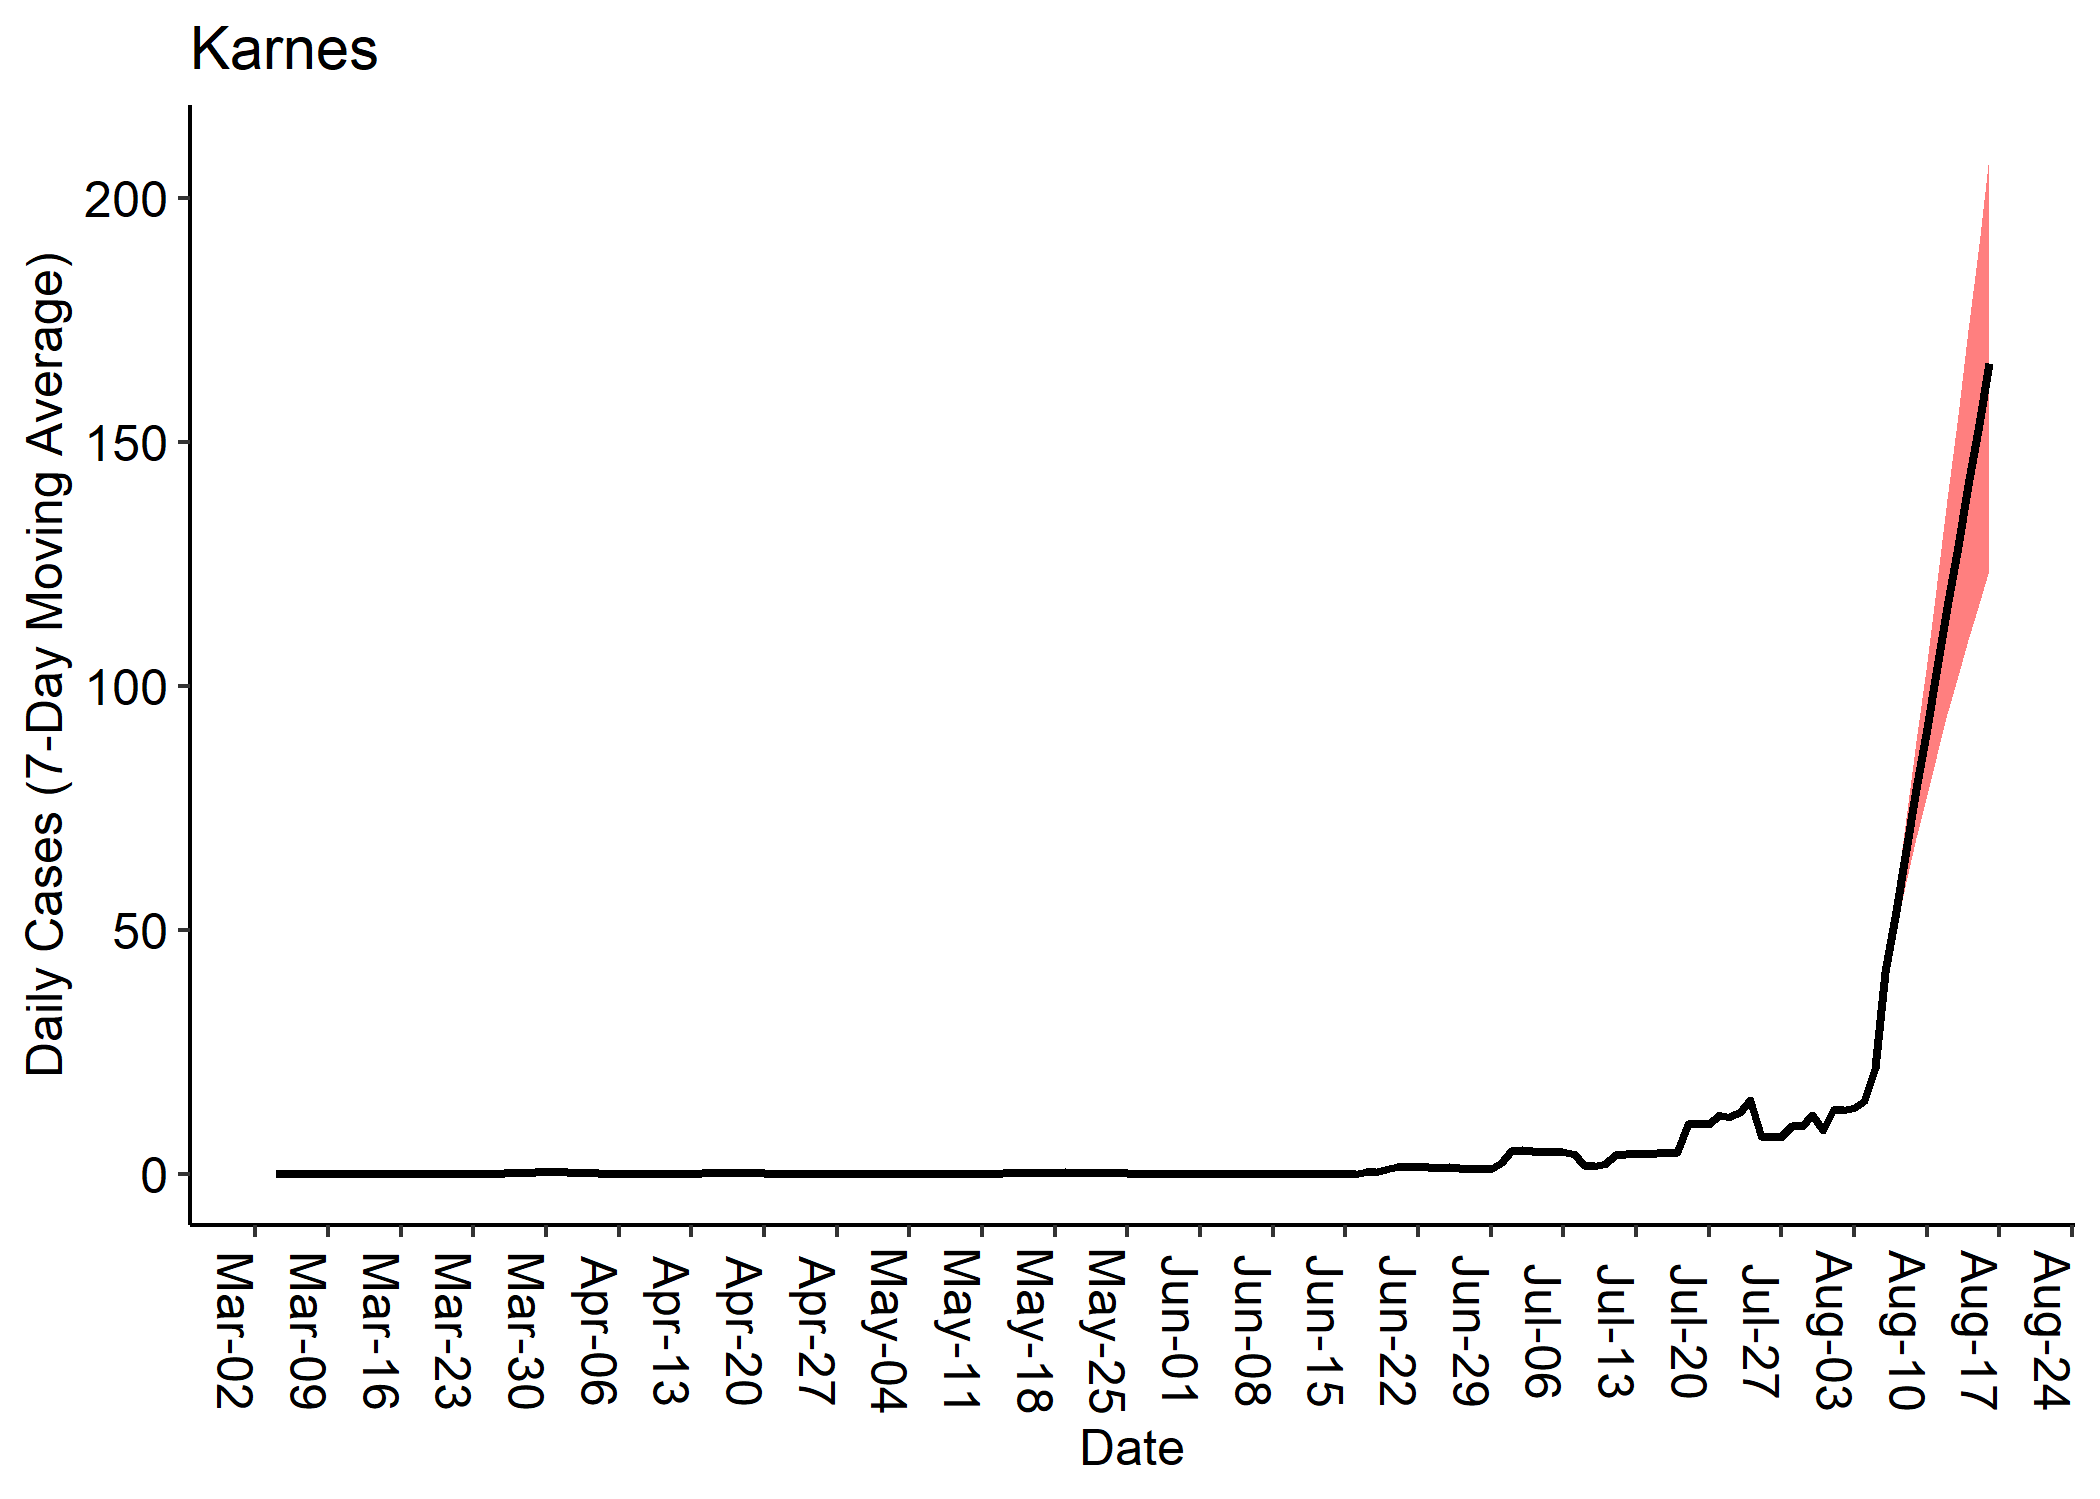 Karnes
Daily Cases (7-Day Moving Average)
200
150
100
50
0
Mar-02
Mar-09
Mar-16
Mar-23
Mar-30
Apr-06
Apr-13
Apr-20
Apr-27
May-04
May-11
May-18
May-25
Jun-01
Jun-08
Jun-15
Jun-22
Jun-29
Jul-06
Jul-13
Jul-20
Jul-27
Aug-03
Aug-10
Aug-17
Aug-24
Date